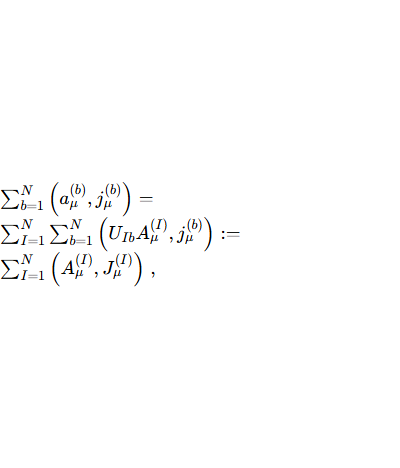 \sum_{b=1}^{N} \left( a_{\mu}^{(b)}, j_{\mu}^{(b)} \right) =
\sum_{I=1}^{N} \sum_{b=1}^{N} \left( U_{Ib} A_{\mu}^{(I)}, j_{\mu}^{(b)} \right) :=
\sum_{I=1}^{N} \left( A_{\mu}^{(I)}, J_{\mu}^{(I)} \right) ,